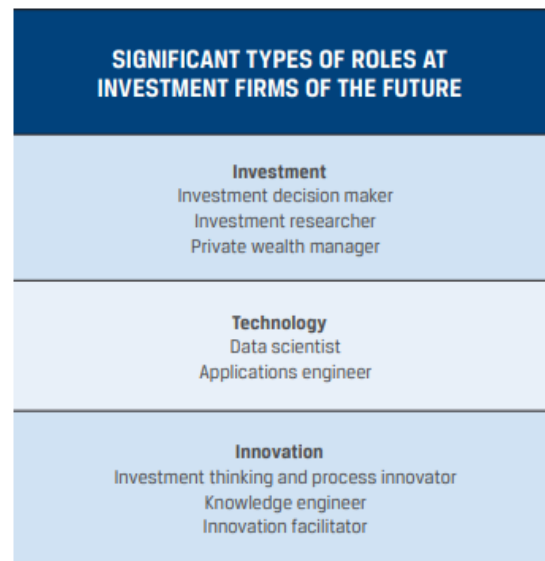 SIGNIFICANT TYPES OF ROLES AT
INVESTMENT FIRMS OF THE FUTURE
Investment
Investment decision maker
Investment researcher
Private wealth manager
Technology
Data scientist
Applications engineer
Innovation
Investment thinking and process innovator
Knowledge engineer
Innovation facilitator